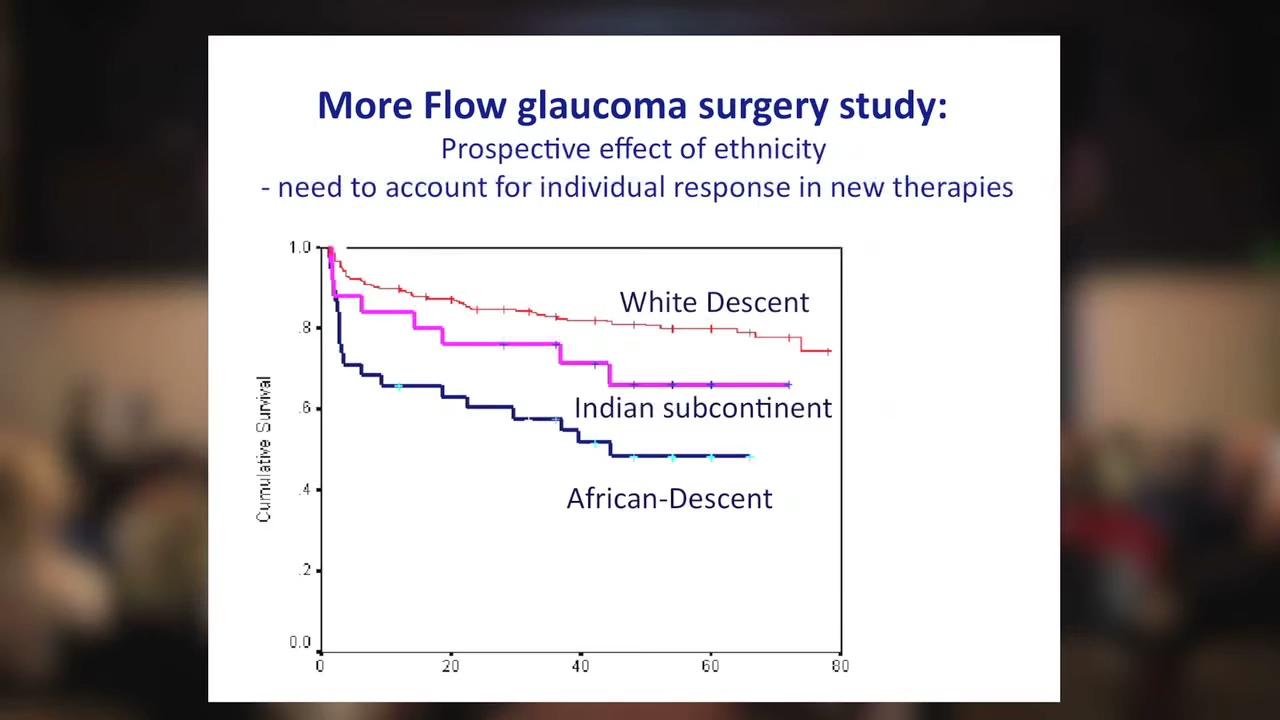 More Flow glaucoma surgery study:
Prospective effect of ethnicity
- need to account for individual response in new therapies
1.0
.8
.6
.4
.2
0.0
Cumulative Survival
White Descent
Indian subcontinent
African-Descent
0 20 40 60 80